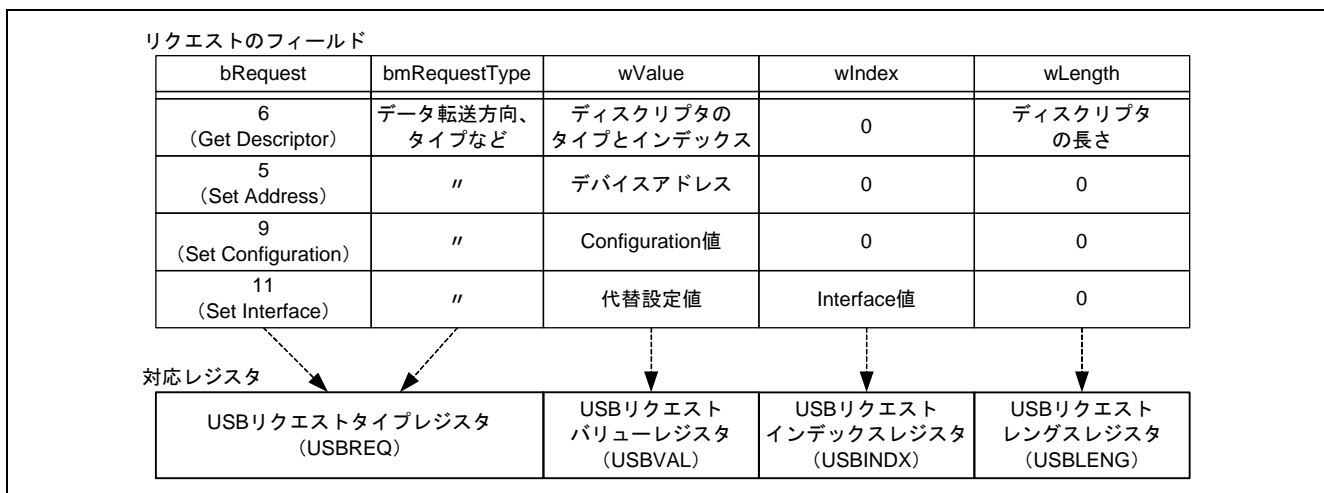 リクエストのフィールド
bRequest bmRequestType wValue wIndex wLength
6
（Get Descriptor）
データ転送方向、
タイプなど
ディスクリプタの
タイプとインデックス
0
ディスクリプタ
の長さ
5
（Set Address）
〃
デバイスアドレス
0
0
9
（Set Configuration）
〃
Configuration値
0
0
11
（Set Interface）
〃
代替設定値
Interface値
0
対応レジスタ
USBリクエストタイプレジスタ
（USBREQ）
USBリクエスト
バリューレジスタ
（USBVAL）
USBリクエスト
インデックスレジスタ
（USBINDX）
USBリクエスト
レングスレジスタ
（USBLENG）